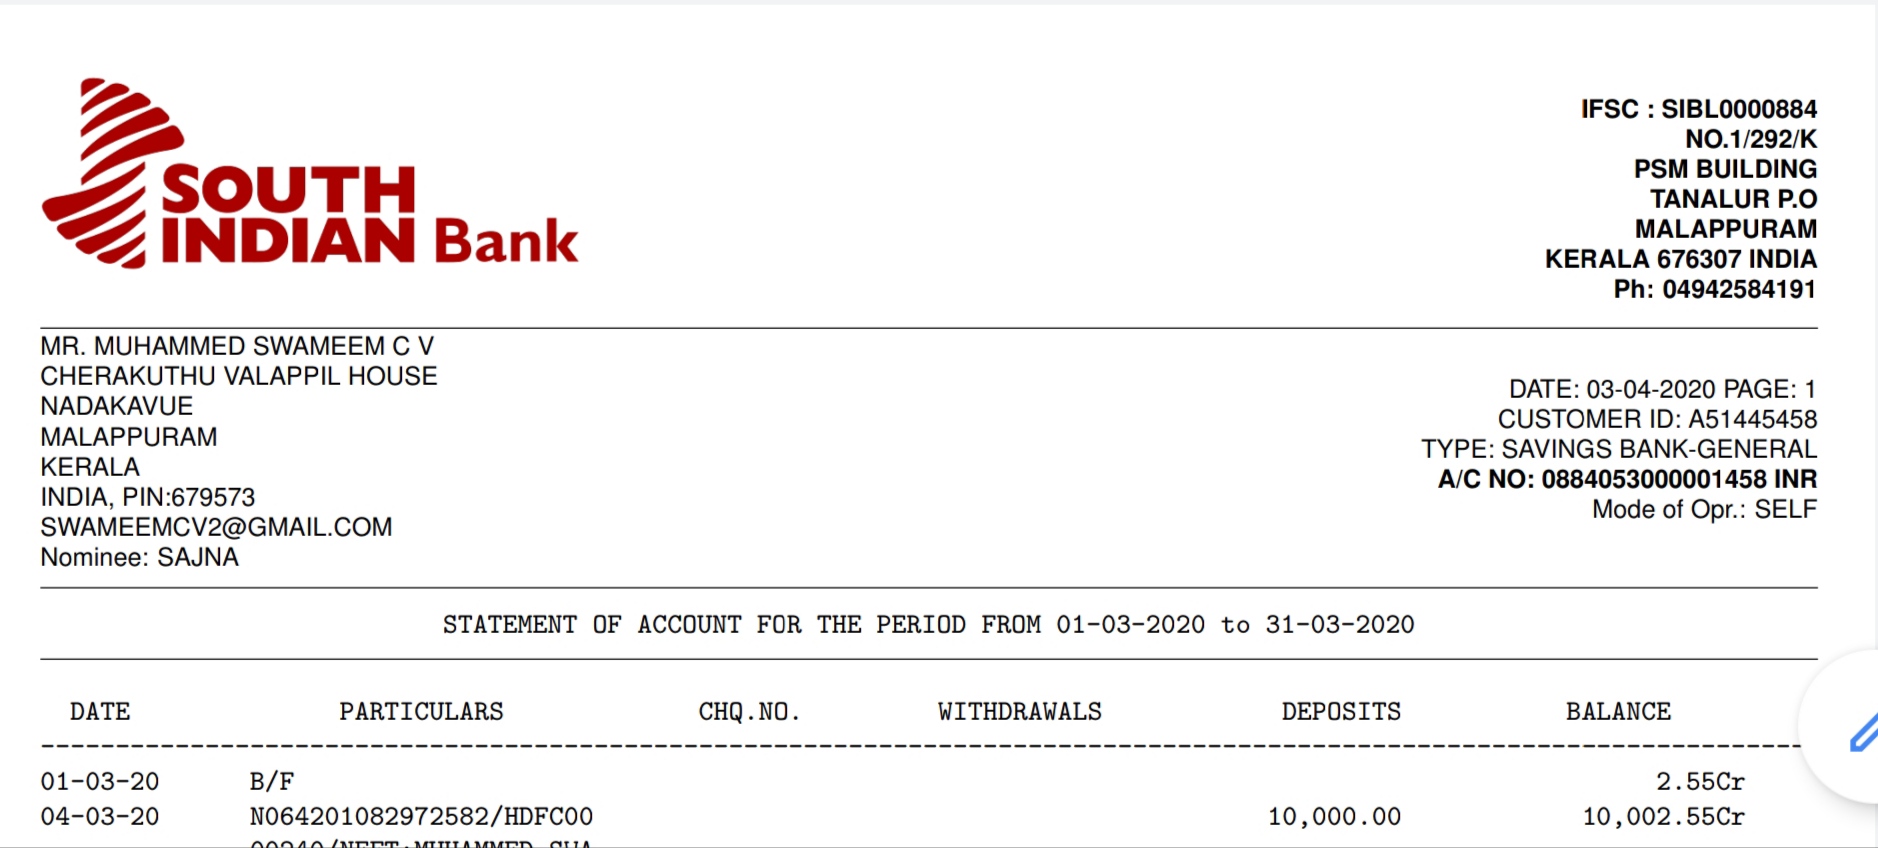 SOUTH
INDIAN Bank
IFSC : SIBL0000884
NO.1/292/K
PSM BUILDING
TANALUR P.O
MALAPPURAM
KERALA 676307 INDIA
Ph: 04942584191
MR. MUHAMMED SWAMEEM C V
CHERAKUTHU VALAPPIL HOUSE
NADAKAVUE
MALAPPURAM
KERALA
INDIA, PIN:679573
SWAMEEMCV2@GMAIL.COM
Nominee: SAJNA
DATE: 03-04-2020 PAGE: 1
CUSTOMER ID: A51445458
TYPE: SAVINGS BANK-GENERAL
A/C NO: 0884053000001458 INR
Mode of Opr.: SELF
STATEMENT OF ACCOUNT FOR THE PERIOD FROM 01-03-2020 to 31-03-2020
DATE PARTICULARS CHQ.NO. WITHDRAWALS DEPOSITS BALANCE
01-03-20 B/F 2.55Cr
04-03-20 N064201082972582/HDFC00 10,000.00 10,002.55Cr